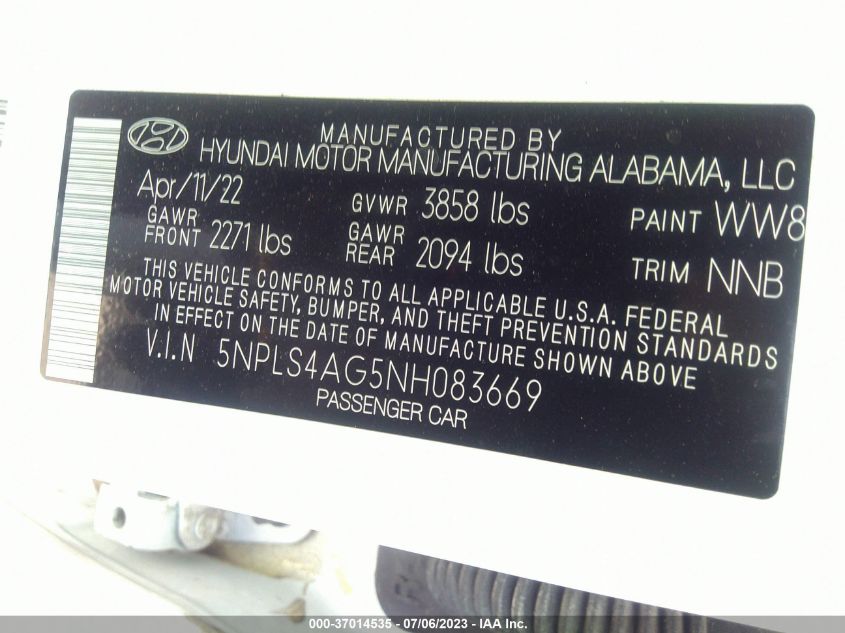 MANUFACTURED BY
HYUNDAI MOTOR MANUFACTURING ALABAMA, LLC
Apr/11/22 GVWR 3858 lbs PAINT WW8
GAWR FRONT 2271 lbs GAWR REAR 2094 lbs TRIM NNB
THIS VEHICLE CONFORMS TO ALL APPLICABLE U.S.A. FEDERAL
MOTOR VEHICLE SAFETY, BUMPER, AND THEFT PREVENTION STANDARDS
IN EFFECT ON THE DATE OF MANUFACTURE SHOWN ABOVE
V.I.N 5NPLS4AG5NH083669
PASSENGER CAR
000-37014535 - 07/06/2023 - IAA Inc.